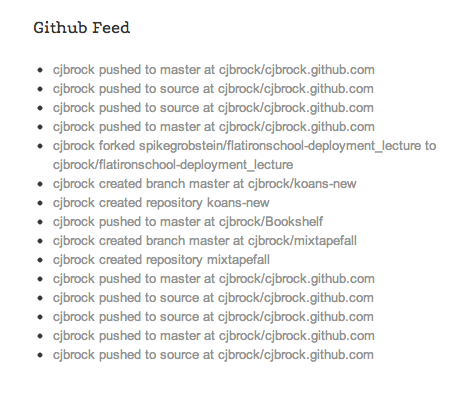 Github Feed
cjbrock pushed to master at cjbrock/cjbrock.github.com
cjbrock pushed to source at cjbrock/cjbrock.github.com
cjbrock pushed to source at cjbrock/cjbrock.github.com
cjbrock pushed to master at cjbrock/cjbrock.github.com
cjbrock forked spikegrobstein/flatironschool-deployment_lecture to
cjbrock/flatironschool-deployment_lecture
cjbrock created branch master at cjbrock/koans-new
cjbrock created repository koans-new
cjbrock pushed to master at cjbrock/Bookshelf
cjbrock created branch master at cjbrock/mixtapefall
cjbrock created repository mixtapefall
cjbrock pushed to master at cjbrock/cjbrock.github.com
cjbrock pushed to source at cjbrock/cjbrock.github.com
cjbrock pushed to source at cjbrock/cjbrock.github.com
cjbrock pushed to master at cjbrock/cjbrock.github.com
cjbrock pushed to source at cjbrock/cjbrock.github.com